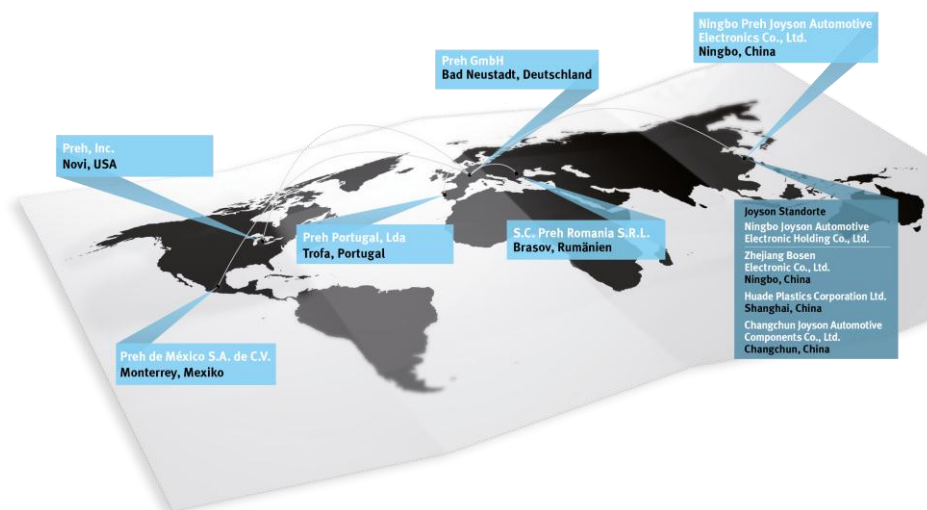 Ningbo Preh Joyson Automotive
Electronics Co., Ltd.
Ningbo, China
Preh GmbH
Bad Neustadt, Deutschland
Preh, Inc.
Novi, USA
Preh Portugal, Lda
Trofa, Portugal
S.C. Preh Romania S.R.L.
Brasov, Rumänien
Preh de México S.A. de C.V.
Monterrey, Mexiko
Joyson Standorte
Ningbo Joyson Automotive
Electronic Holding Co., Ltd.
Zhejiang Bosen
Electronic Co., Ltd.
Ningbo, China
Huade Plastics Corporation Ltd.
Shanghai, China
Changchun Joyson Automotive
Components Co., Ltd.
Changchun, China